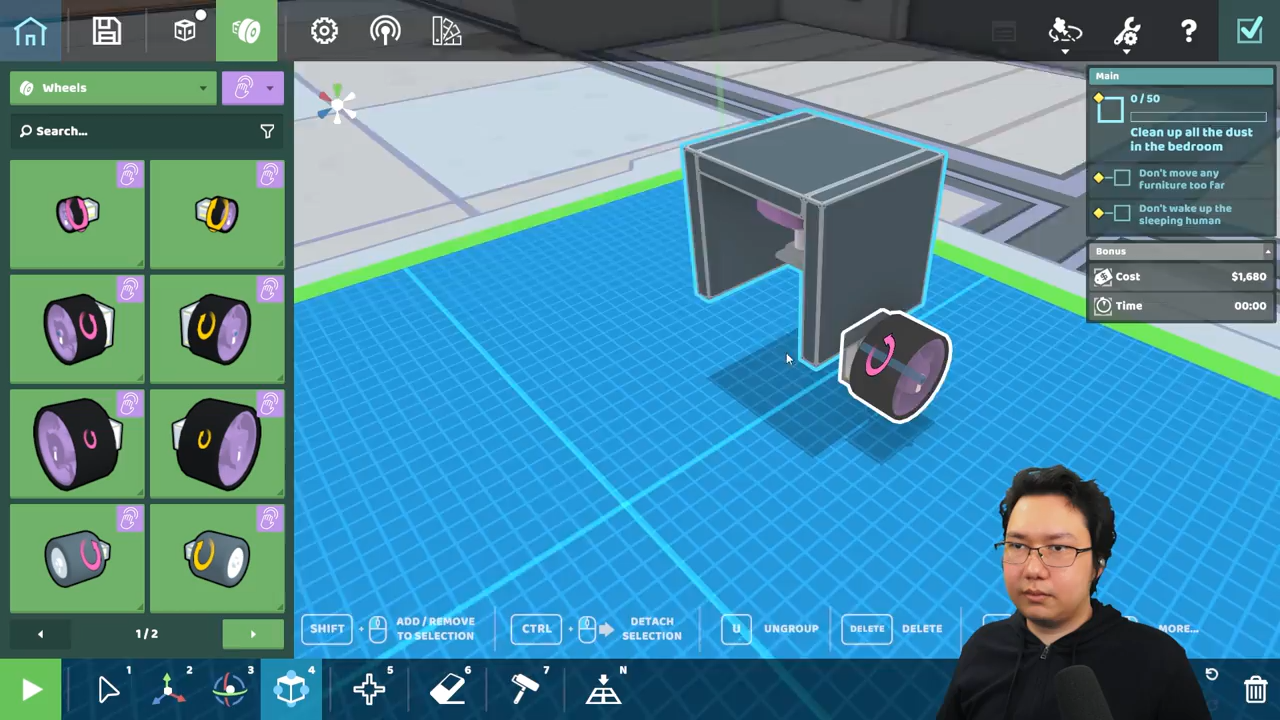 Wheels
Search...
1/2
Main
0 / 50
Clean up all the dust
in the bedroom
Don't move any
furniture too far
Don't wake up the
sleeping human
Bonus
Cost
$1,680
Time
00:00
SHIFT
+
ADD / REMOVE
TO SELECTION
CTRL
+
DETACH
SELECTION
U
UNGROUP
DELETE
DELETE
MORE...
1
2
3
4
5
6
7
N